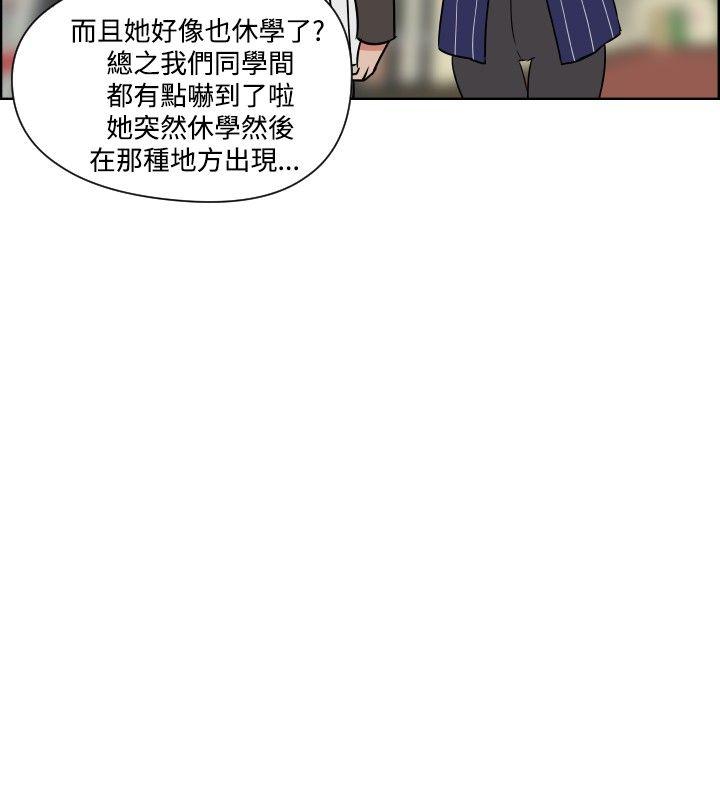 而且她好像也休學了?
總之我們同學間
都有點嚇到了啦
她突然休學然後
在那種地方出現...